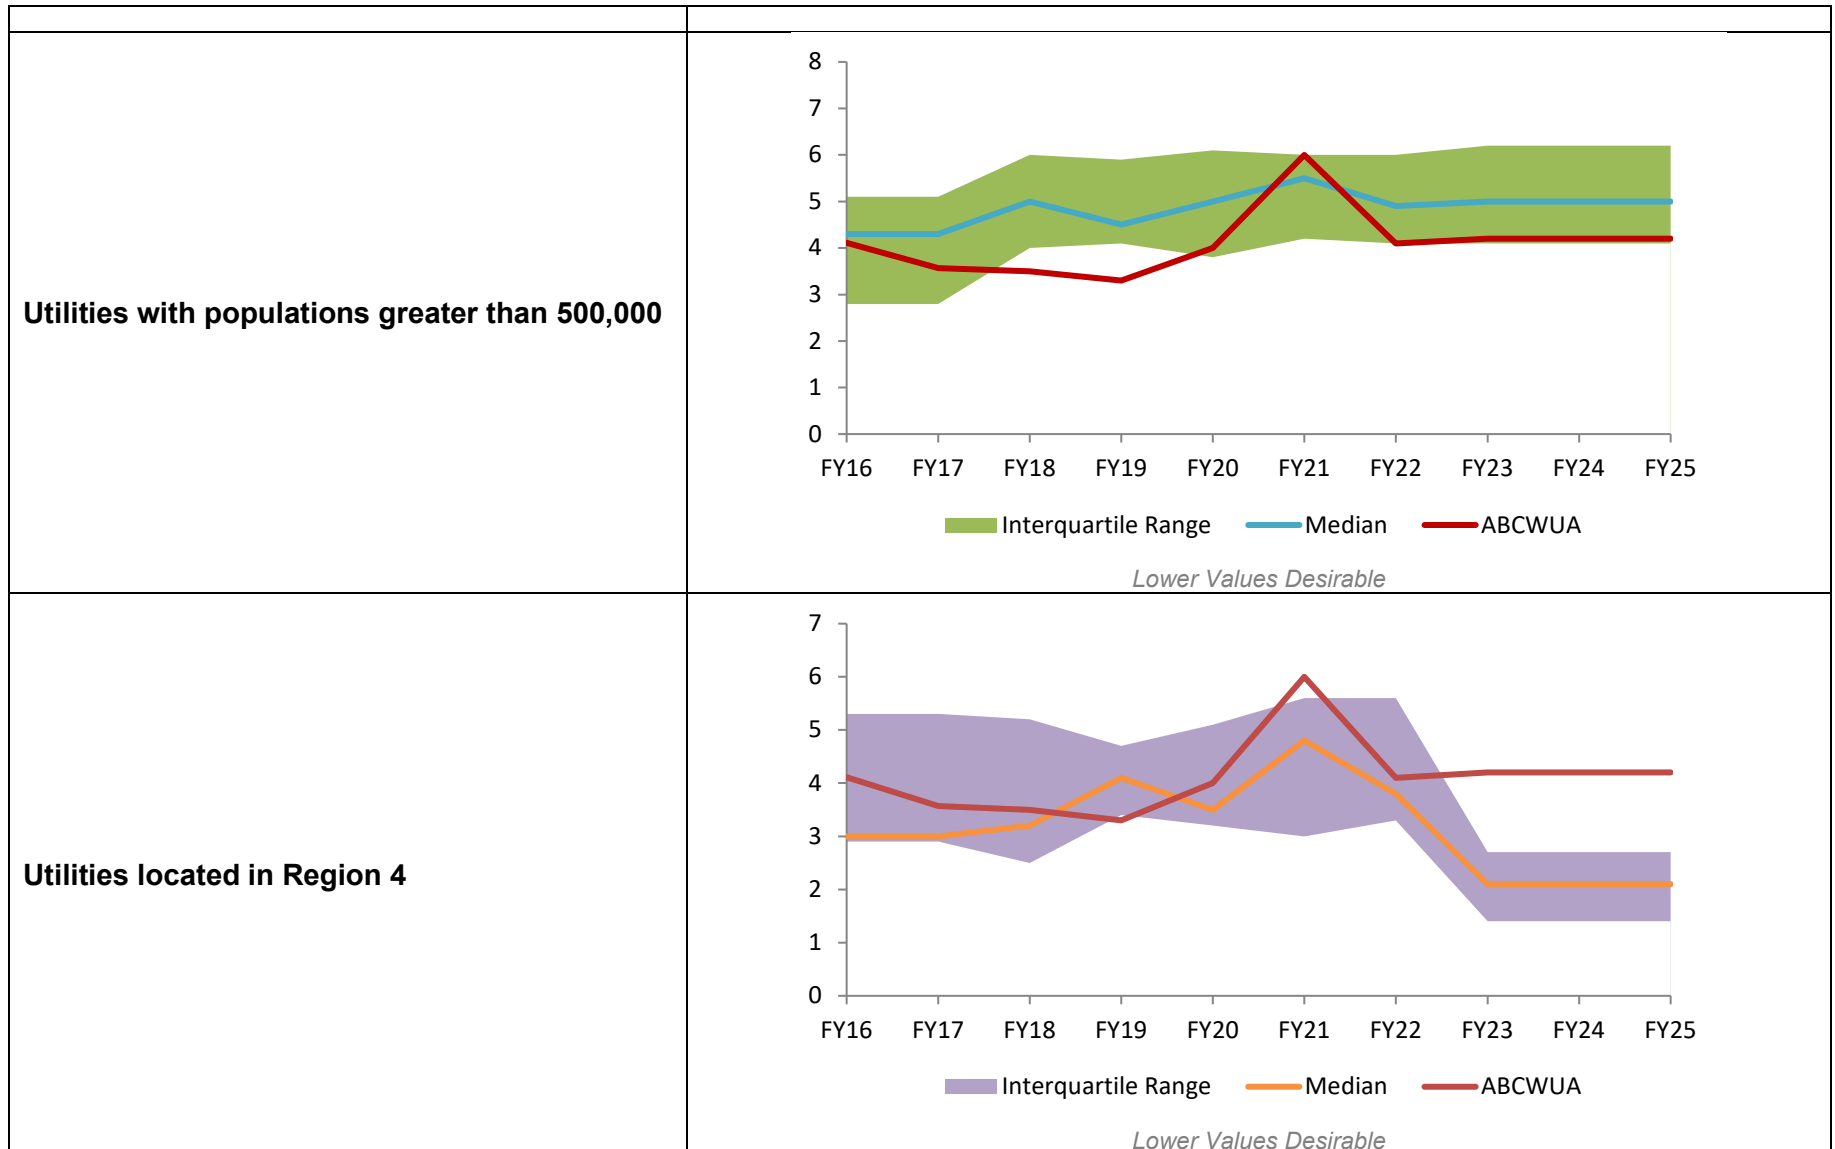 8
7
6
5
4
3
2
1
0
FY16 FY17 FY18 FY19 FY20 FY21 FY22 FY23 FY24 FY25
Utilities with populations greater than 500,000
Interquartile Range Median ABCWUA
Lower Values Desirable
7
6
5
4
3
2
1
0
FY16 FY17 FY18 FY19 FY20 FY21 FY22 FY23 FY24 FY25
Utilities located in Region 4
Interquartile Range Median ABCWUA
Lower Values Desirable